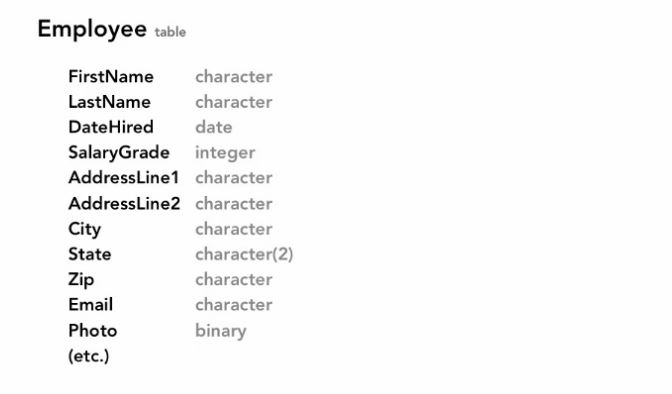 Employee table
FirstName character
LastName character
DateHired date
SalaryGrade integer
AddressLine1 character
AddressLine2 character
City character
State character(2)
Zip character
Email character
Photo binary
(etc.)